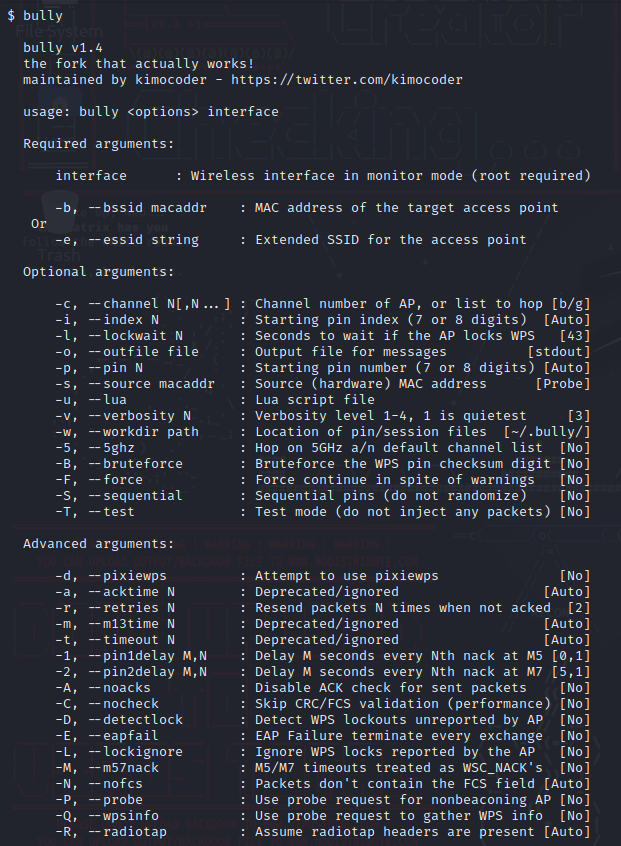 $ bully
bully v1.4
the fork that actually works!
maintained by kimocoder - https://twitter.com/kimocoder
usage: bully <options> interface
Required arguments:
interface : Wireless interface in monitor mode (root required)
-b, --bssid macaddr : MAC address of the target access point
Or
-e, --essid string : Extended SSID for the access point
Optional arguments:
-c, --channel N[,N...] : Channel number of AP, or list to hop [b/g]
-i, --index N : Starting pin index (7 or 8 digits) [Auto]
-l, --lockwait N : Seconds to wait if the AP locks WPS [43]
-o, --outfile file : Output file for messages [stdout]
-p, --pin N : Starting pin number (7 or 8 digits) [Auto]
-s, --source macaddr : Source (hardware) MAC address [Probe]
-u, --lua : Lua script file
-v, --verbosity N : Verbosity level 1-4, 1 is quietest [3]
-w, --workdir path : Location of pin/session files [~/.bully/]
-5, --5ghz : Hop on 5GHz a/n default channel list [No]
-B, --bruteforce : Bruteforce the WPS pin checksum digit [No]
-F, --force : Force continue in spite of warnings [No]
-S, --sequential : Sequential pins (do not randomize) [No]
-T, --test : Test mode (do not inject any packets) [No]
Advanced arguments:
-d, --pixiewps : Attempt to use pixiewps [No]
-a, --acktime N : Deprecated/ignored [Auto]
-r, --retries N : Resend packets N times when not acked [2]
-m, --m13time N : Deprecated/ignored [Auto]
-t, --timeout N : Deprecated/ignored [Auto]
-1, --pin1delay M,N : Delay M seconds every Nth nack at M5 [0,1]
-2, --pin2delay M,N : Delay M seconds every Nth nack at M7 [5,1]
-A, --noacks : Disable ACK check for sent packets [No]
-C, --nocheck : Skip CRC/FCS validation (performance) [No]
-D, --detectlock : Detect WPS lockouts unreported by AP [No]
-E, --eapfail : EAP Failure terminate every exchange [No]
-L, --lockignore : Ignore WPS locks reported by the AP [No]
-M, --m57nack : M5/M7 timeouts treated as WSC_NACK's [No]
-N, --nofcs : Packets don't contain the FCS field [Auto]
-P, --probe : Use probe request for nonbeaconing AP [No]
-Q, --wpsinfo : Use probe request to gather WPS info [No]
-R, --radiotap : Assume radiotap headers are present [Auto]
File System
Trash
Checking...